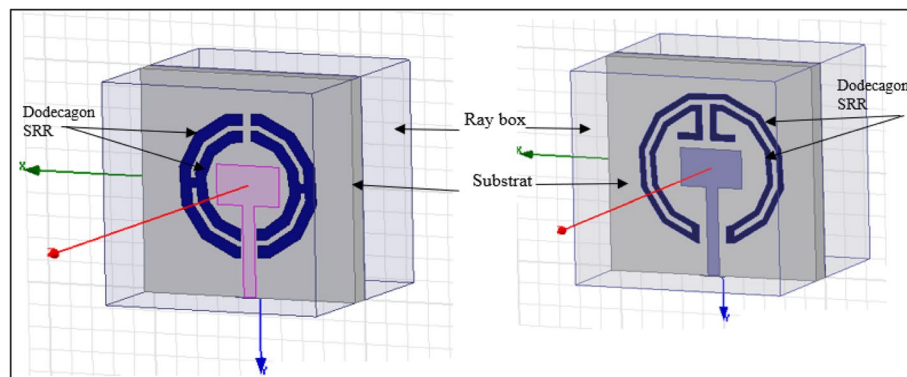 Dodecagon
SRR
Ray box
Substrat
Dodecagon
SRR
X
Z
Y
X
Z
Y